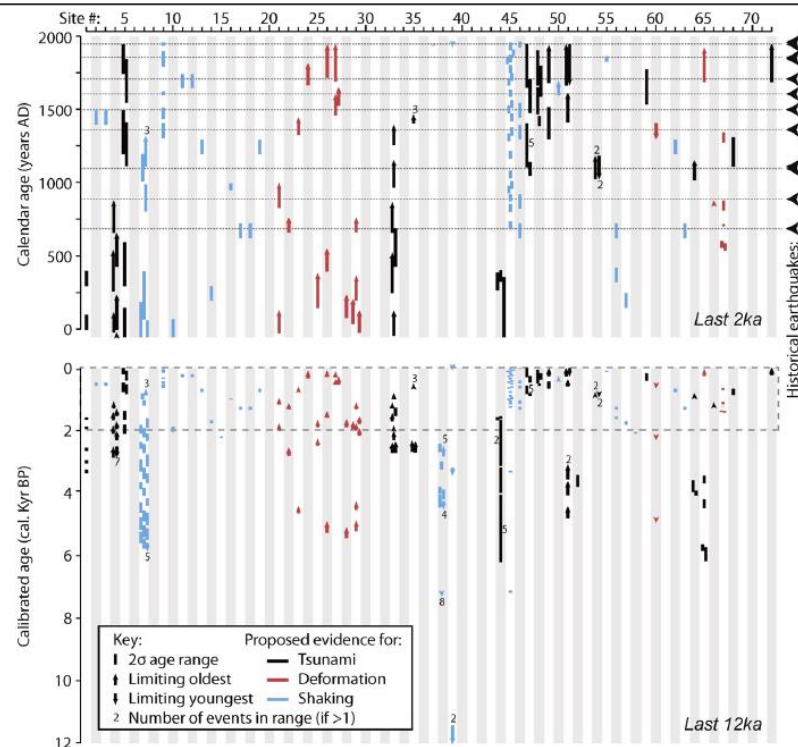 Site #: 5 10 15 20 25 30 35 40 45 50 55 60 65 70
2000
1500
1000
500
0
Calendar age (years AD)
3
3
5
2
2
Last 2ka
Historical earthquakes:
0
2
4
6
8
10
12
Calibrated age (cal. Kyr BP)
3
7
5
3
5
4
8
2
2
5
5
2
2
2
Last 12ka
Key:
2σ age range
Limiting oldest
Limiting youngest
2 Number of events in range (if >1)
Proposed evidence for:
Tsunami
Deformation
Shaking